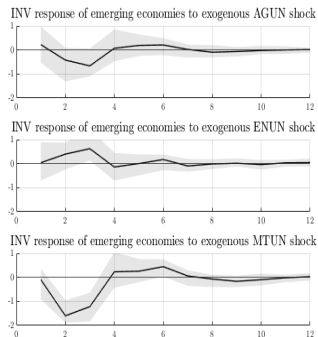 INV response of emerging economies to exogenous AGUN shock
1
0
-1
-2
0 2 4 6 8 10 12
INV response of emerging economies to exogenous ENUN shock
1
0
-1
-2
0 2 4 6 8 10 12
INV response of emerging economies to exogenous MTUN shock
1
0
-1
-2
0 2 4 6 8 10 12